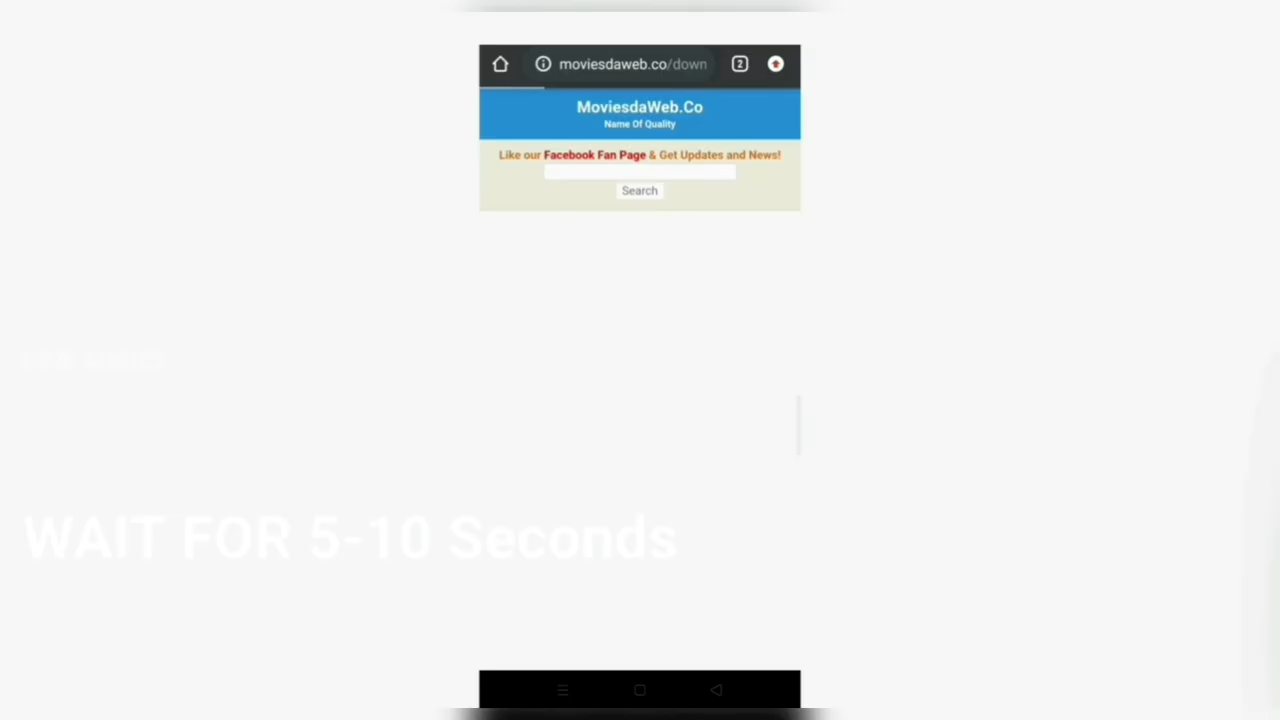 moviesdaweb.co/down
2
MoviesdaWeb.Co
Name Of Quality
Like our Facebook Fan Page & Get Updates and News!
Search
WAIT FOR 5-10 Seconds